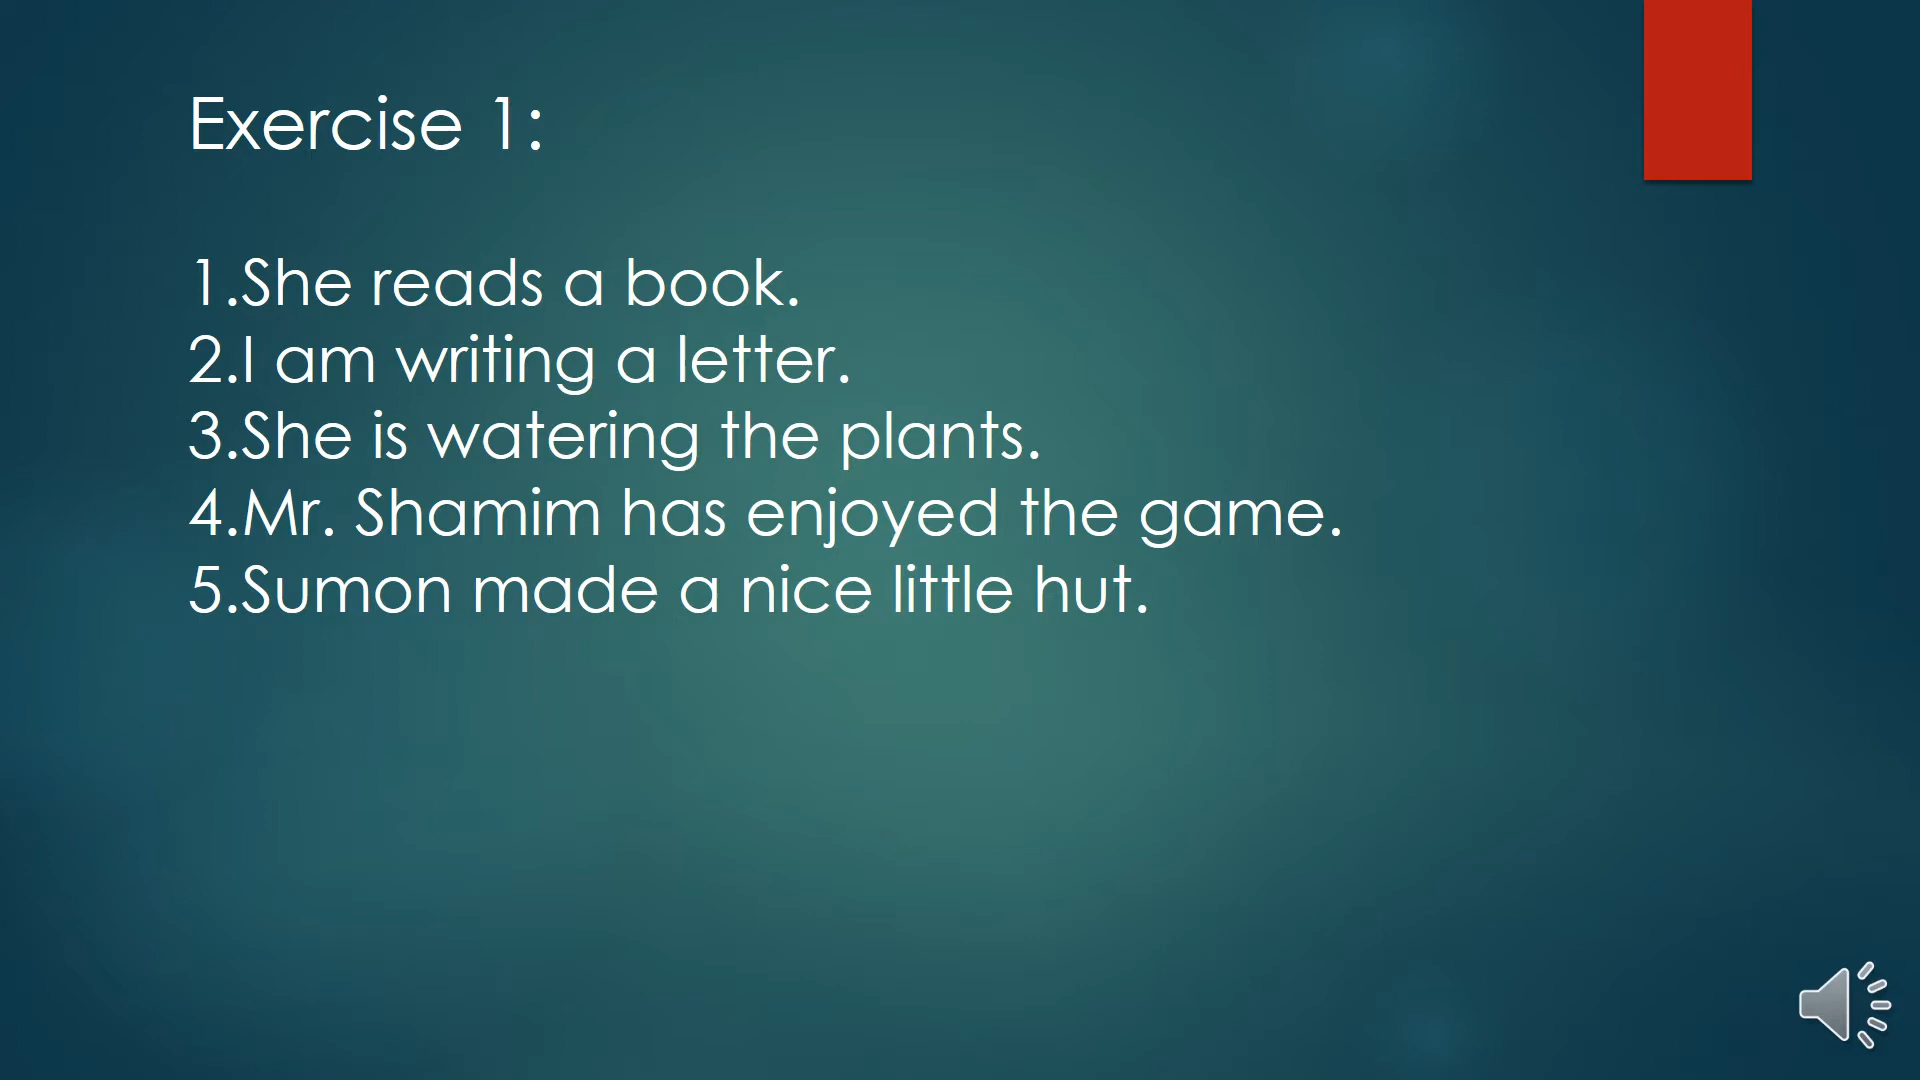 Exercise 1:
1.She reads a book.
2.I am writing a letter.
3.She is watering the plants.
4.Mr. Shamim has enjoyed the game.
5.Sumon made a nice little hut.